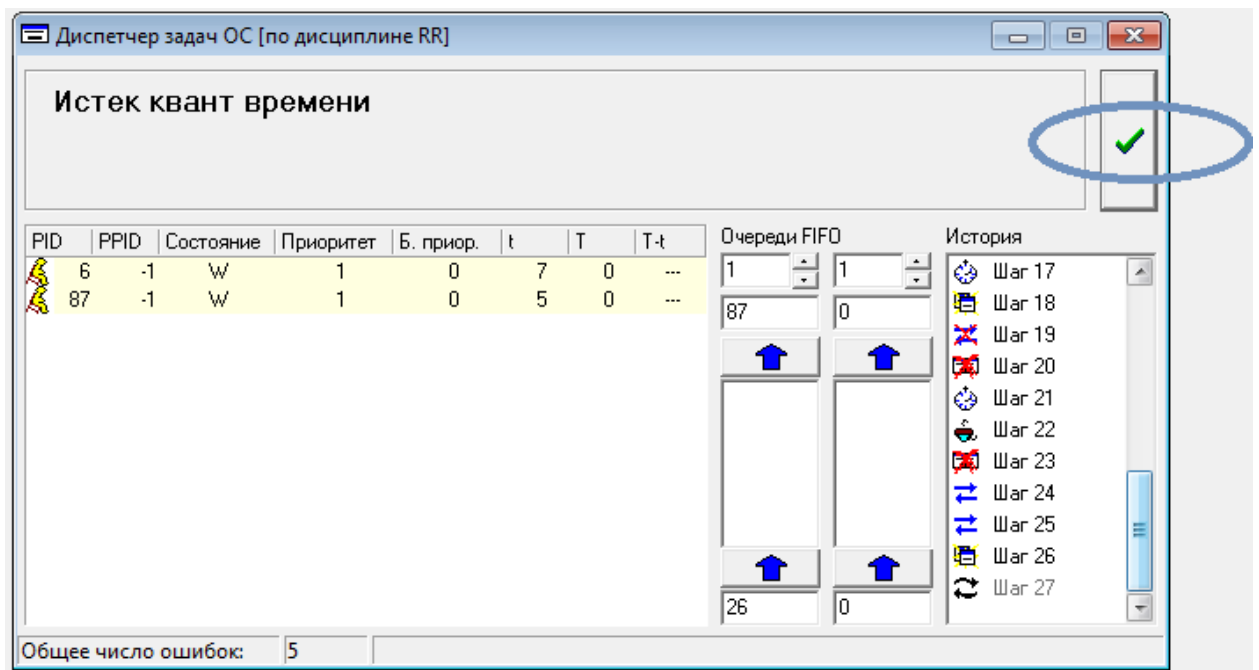 Диспетчер задач ОС [по дисциплине RR]
Истек квант времени
PID PPID Состояние Приоритет Б. приор. t T T-t
6 -1 W 1 0 7 0 ---
87 -1 W 1 0 5 0 ---
Очереди FIFO
1 1
87 0
26 0
История
Шаг 17
Шаг 18
Шаг 19
Шаг 20
Шаг 21
Шаг 22
Шаг 23
Шаг 24
Шаг 25
Шаг 26
Шаг 27
Общее число ошибок: 5